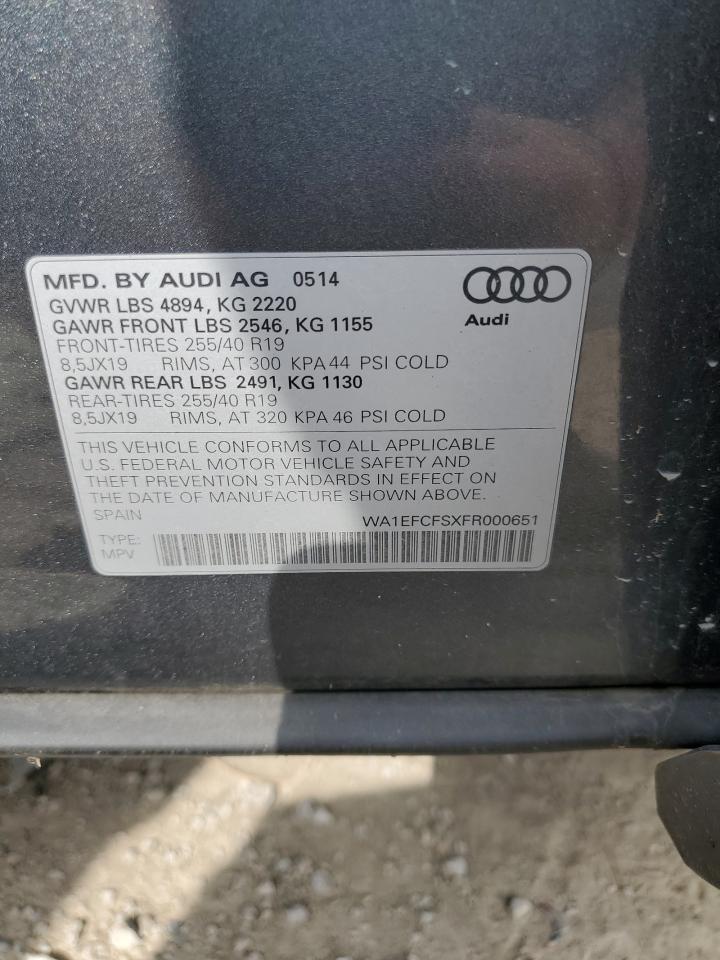 MFD. BY AUDI AG 0514
GVWR LBS 4894, KG 2220
GAWR FRONT LBS 2546, KG 1155
FRONT-TIRES 255/40 R19
8,5JX19 RIMS, AT 300 KPA 44 PSI COLD
GAWR REAR LBS 2491, KG 1130
REAR-TIRES 255/40 R19
8,5JX19 RIMS, AT 320 KPA 46 PSI COLD
Audi
THIS VEHICLE CONFORMS TO ALL APPLICABLE
U.S. FEDERAL MOTOR VEHICLE SAFETY AND
THEFT PREVENTION STANDARDS IN EFFECT ON
THE DATE OF MANUFACTURE SHOWN ABOVE.
SPAIN WA1EFCFSXFR000651
TYPE:
MPV